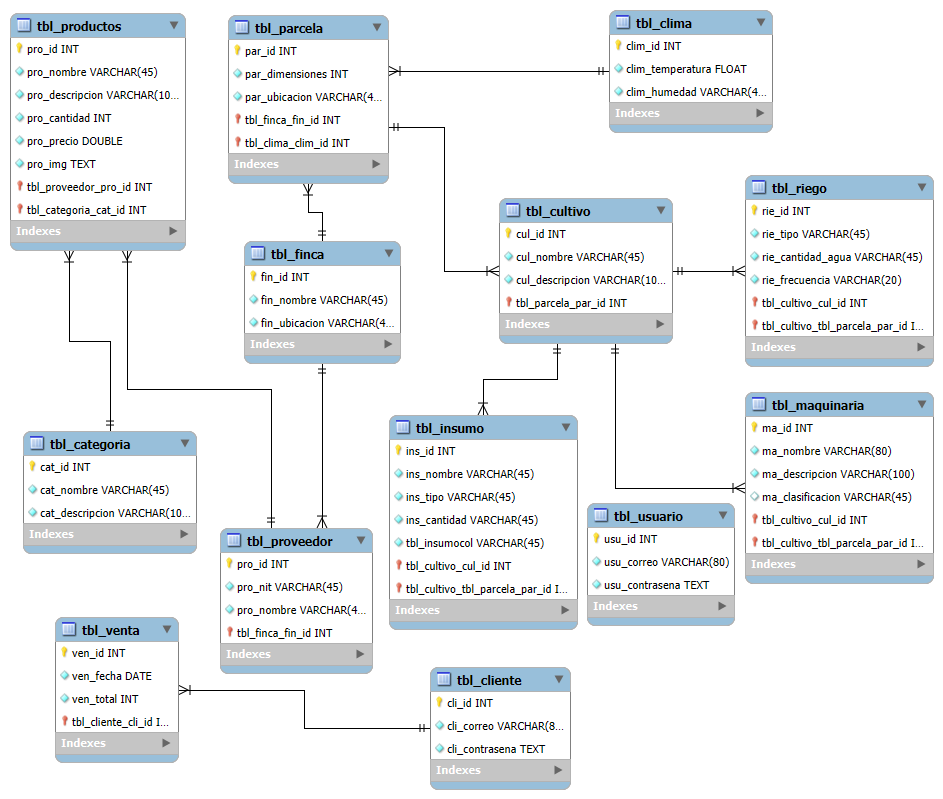 tbl_productos
pro_id INT
pro_nombre VARCHAR(45)
pro_descripcion VARCHAR(10...
pro_cantidad INT
pro_precio DOUBLE
pro_img TEXT
tbl_proveedor_pro_id INT
tbl_categoria_cat_id INT
Indexes
tbl_parcela
par_id INT
par_dimensiones INT
par_ubicacion VARCHAR(4...
tbl_finca_fin_id INT
tbl_clima_clim_id INT
Indexes
tbl_clima
clim_id INT
clim_temperatura FLOAT
clim_humedad VARCHAR(4...
Indexes
tbl_finca
fin_id INT
fin_nombre VARCHAR(45)
fin_ubicacion VARCHAR(4...
Indexes
tbl_cultivo
cul_id INT
cul_nombre VARCHAR(45)
cul_descripcion VARCHAR(10...
tbl_parcela_par_id INT
Indexes
tbl_riego
rie_id INT
rie_tipo VARCHAR(45)
rie_cantidad_agua VARCHAR(45)
rie_frecuencia VARCHAR(20)
tbl_cultivo_cul_id INT
tbl_cultivo_tbl_parcela_par_id I...
Indexes
tbl_categoria
cat_id INT
cat_nombre VARCHAR(45)
cat_descripcion VARCHAR(10...
Indexes
tbl_insumo
ins_id INT
ins_nombre VARCHAR(45)
ins_tipo VARCHAR(45)
ins_cantidad VARCHAR(45)
tbl_insumocol VARCHAR(45)
tbl_cultivo_cul_id INT
tbl_cultivo_tbl_parcela_par_id I...
Indexes
tbl_maquinaria
ma_id INT
ma_nombre VARCHAR(80)
ma_descripcion VARCHAR(100)
ma_clasificacion VARCHAR(45)
tbl_cultivo_cul_id INT
tbl_cultivo_tbl_parcela_par_id I...
Indexes
tbl_proveedor
pro_id INT
pro_nit VARCHAR(45)
pro_nombre VARCHAR(4...
tbl_finca_fin_id INT
Indexes
tbl_usuario
usu_id INT
usu_correo VARCHAR(80)
usu_contrasena TEXT
Indexes
tbl_venta
ven_id INT
ven_fecha DATE
ven_total INT
tbl_cliente_cli_id I...
Indexes
tbl_cliente
cli_id INT
cli_correo VARCHAR(8...
cli_contrasena TEXT
Indexes